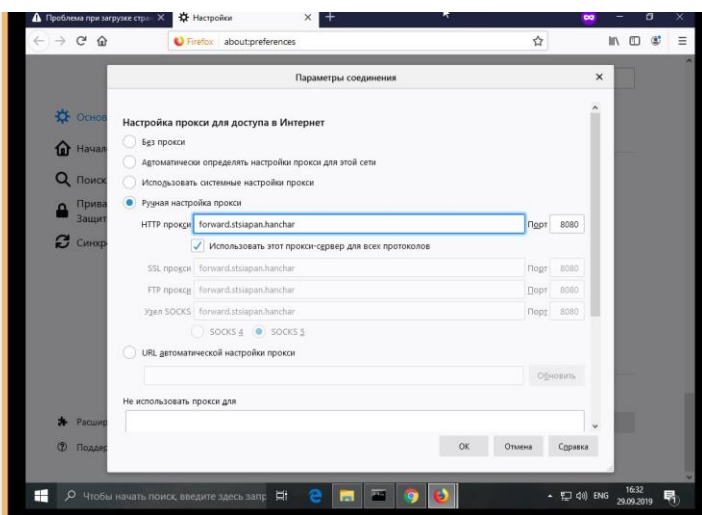 Проблема при загрузке стран
Настройки
Firefox about:preferences
Параметры соединения
Настройка прокси для доступа в Интернет
Без прокси
Автоматически определять настройки прокси для этой сети
Использовать системные настройки прокси
Ручная настройка прокси
HTTP прокси forward.stsiapan.hanchar Порт 8080
Использовать этот прокси-сервер для всех протоколов
SSL прокси forward.stsiapan.hanchar Порт 8080
FTP прокси forward.stsiapan.hanchar Порт 8080
Узел SOCKS forward.stsiapan.hanchar Порт 8080
SOCKS 4 SOCKS 5
URL автоматической настройки прокси
Обновить
Не использовать прокси для
OK Отмена Справка
Основ
Начал
Поиск
Прива
Защит
Синхр
Расшир
Поддер
Чтобы начать поиск, введите здесь запр
ENG
16:32
29.09.2019